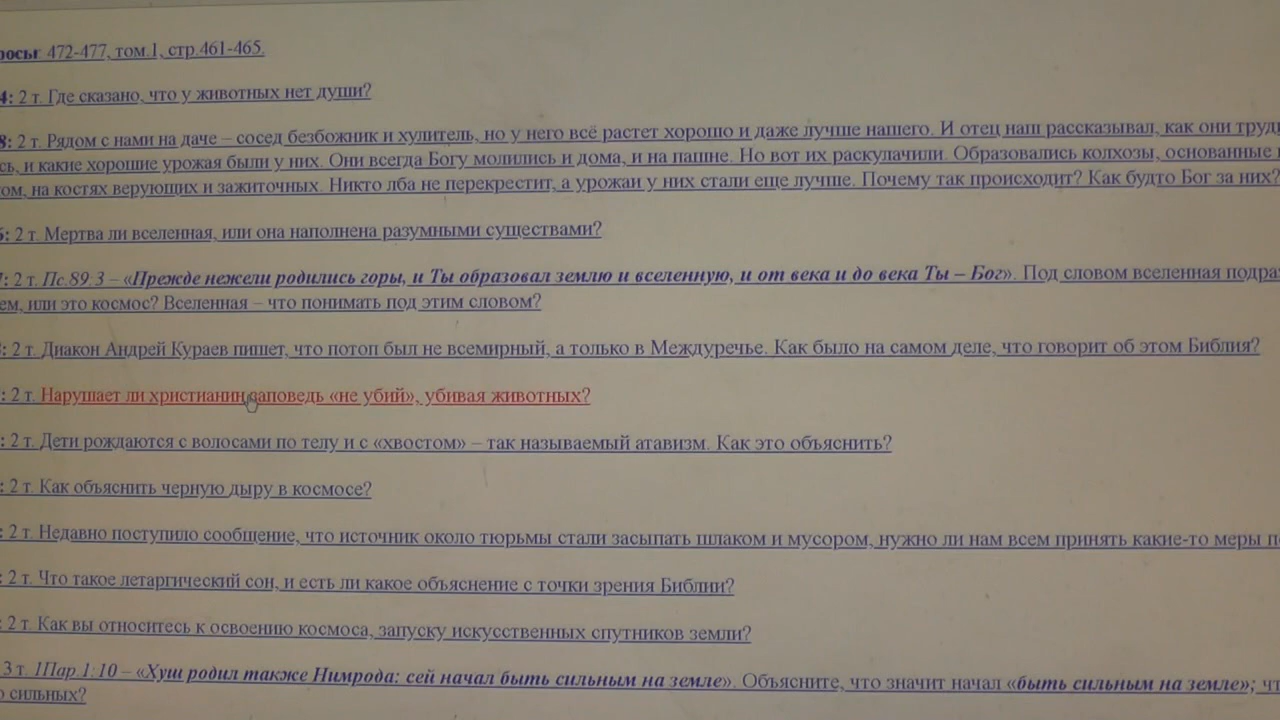 росы: 472-477, том.1, стр.461-465.
4: 2 т. Где сказано, что у животных нет души?
8: 2 т. Рядом с нами на даче – сосед безбожник и хулитель, но у него всё растет хорошо и даже лучше нашего. И отец наш рассказывал, как они труди
сь, и какие хорошие урожая были у них. Они всегда Богу молились и дома, и на пашне. Но вот их раскулачили. Образовались колхозы, основанные
ом, на костях верующих и зажиточных. Никто лба не перекрестит, а урожаи у них стали еще лучше. Почему так происходит? Как будто Бог за них?
2 т. Мертва ли вселенная, или она наполнена разумными существами?
2 т. Пс.89:3 – «Прежде нежели родились горы, и Ты образовал землю и вселенную, и от века и до века Ты – Бог». Под словом вселенная подра
ем, или это космос? Вселенная – что понимать под этим словом?
: 2 т. Диакон Андрей Кураев пишет, что потоп был не всемирный, а только в Междуречье. Как было на самом деле, что говорит об этом Библия?
: 2 т. Нарушает ли христианин заповедь «не убий», убивая животных?
: 2 т. Дети рождаются с волосами по телу и с «хвостом» – так называемый атавизм. Как это объяснить?
: 2 т. Как объяснить черную дыру в космосе?
: 2 т. Недавно поступило сообщение, что источник около тюрьмы стали засыпать шлаком и мусором, нужно ли нам всем принять какие-то меры п
: 2 т. Что такое летаргический сон, и есть ли какое объяснение с точки зрения Библии?
: 2 т. Как вы относитесь к освоению космоса, запуску искусственных спутников земли?
3 т. 1Пар.1:10 – «Хуш родил также Нимрода: сей начал быть сильным на земле». Объясните, что значит начал «быть сильным на земле»; чт
о сильных?